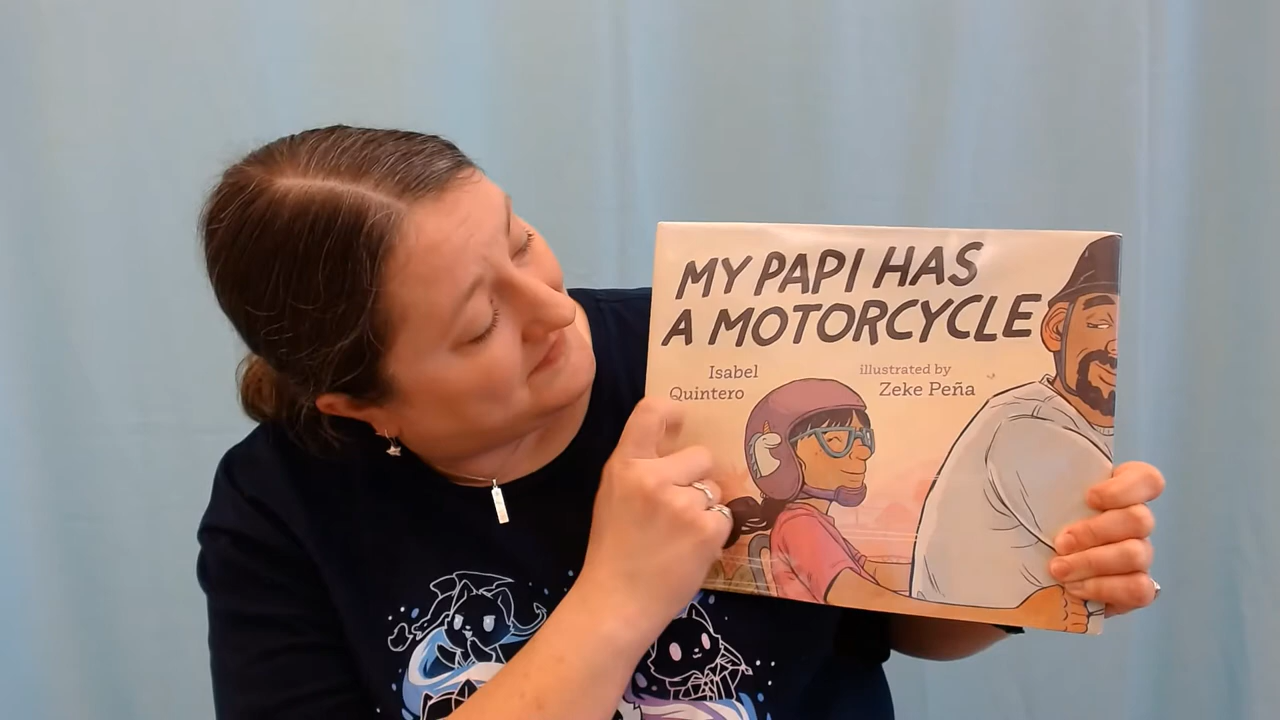 MY PAPI HAS
A MOTORCYCLE
Isabel
Quintero
illustrated by
Zeke Peña